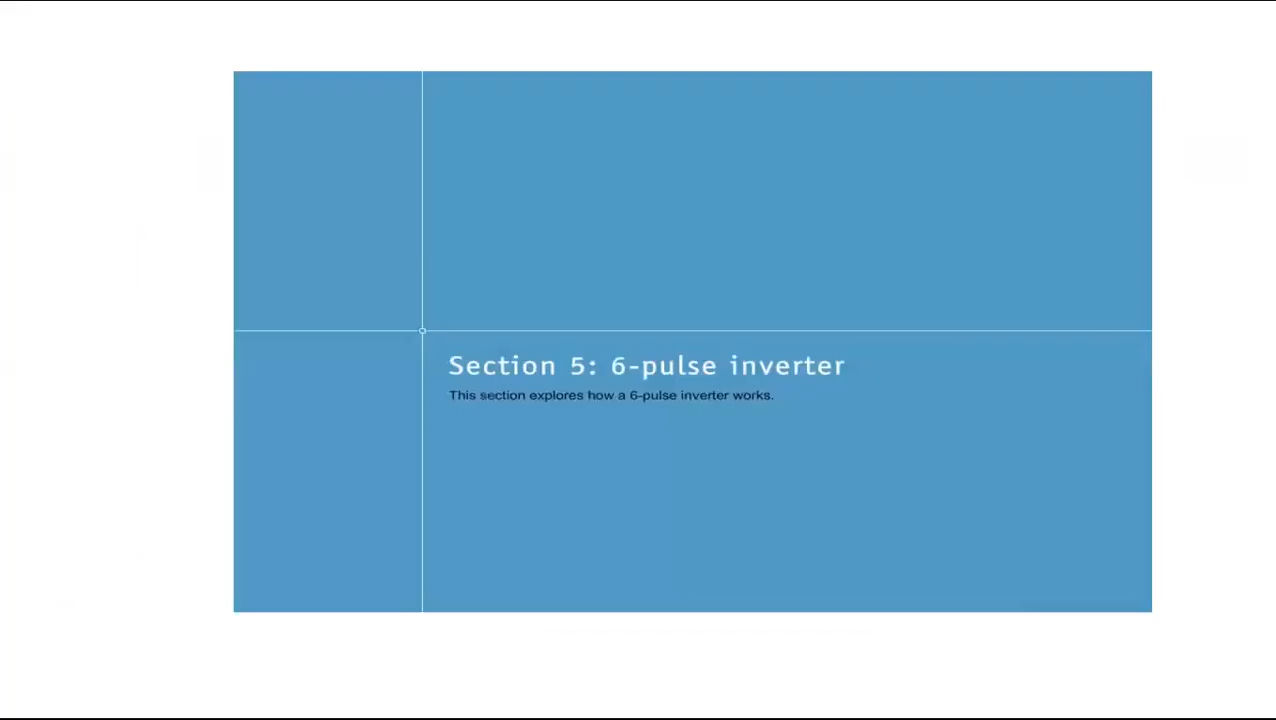 Section 5: 6-pulse inverter
This section explores how a 6-pulse inverter works.